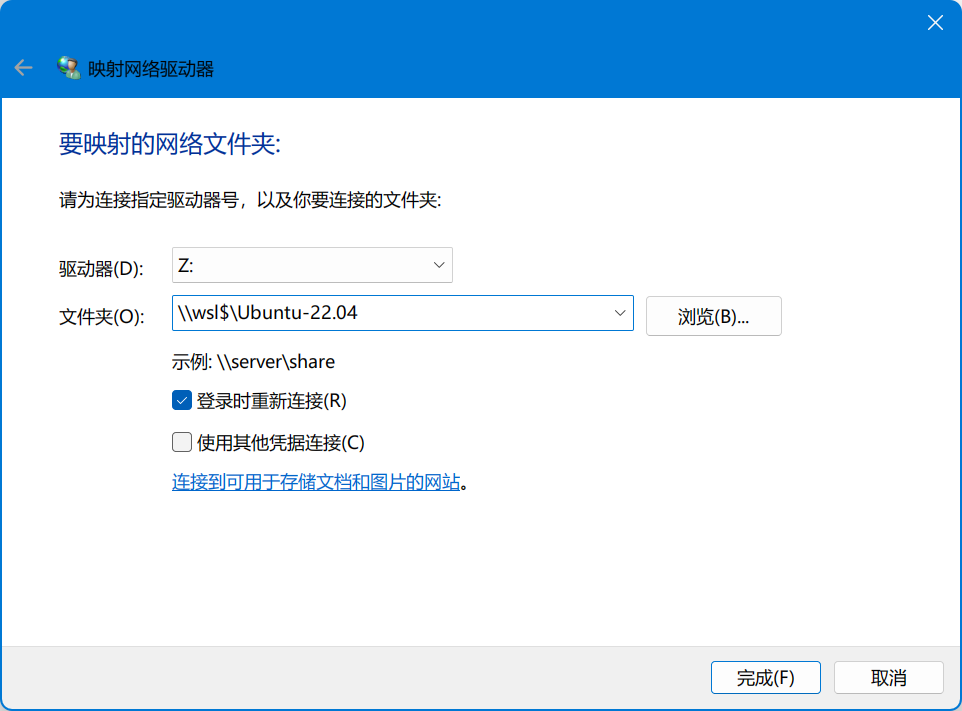 映射网络驱动器
要映射的网络文件夹:
请为连接指定驱动器号，以及你要连接的文件夹:
驱动器(D): Z:
文件夹(O): \\wsl$\Ubuntu-22.04 浏览(B)...
示例: \\server\share
登录时重新连接(R)
使用其他凭据连接(C)
连接到可用于存储文档和图片的网站。
完成(F) 取消